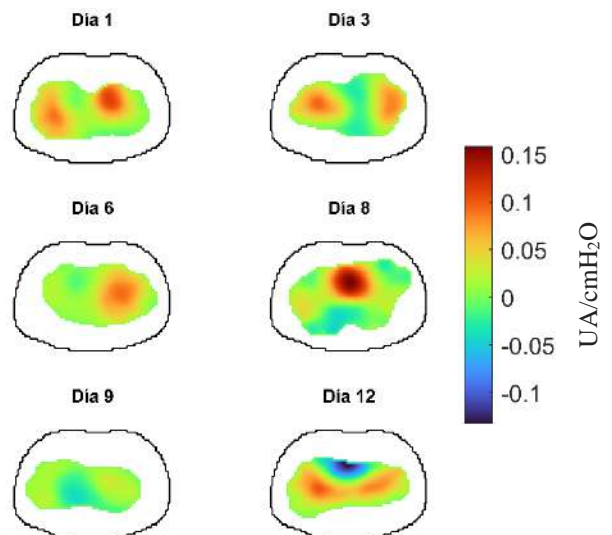 Día 1
Día 3
Día 6
Día 8
Día 9
Día 12
0.15
0.1
0.05
0
-0.05
-0.1
UA/cmH₂O